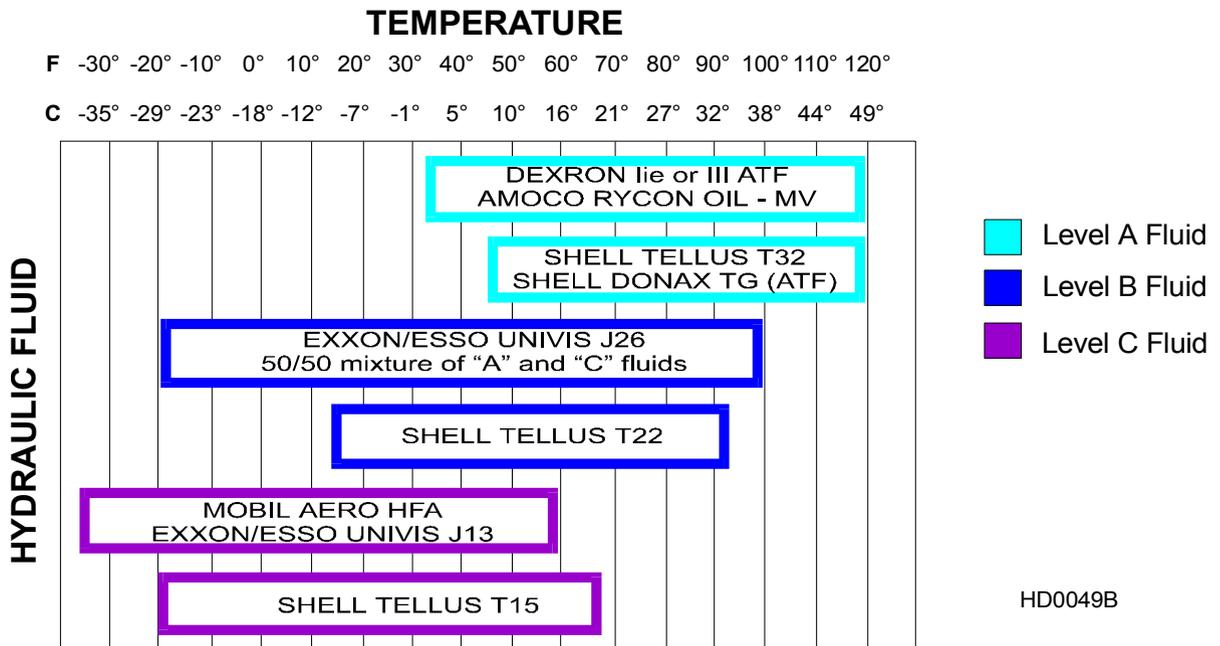 TEMPERATURE
F -30° -20° -10° 0° 10° 20° 30° 40° 50° 60° 70° 80° 90° 100° 110° 120°
C -35° -29° -23° -18° -12° -7° -1° 5° 10° 16° 21° 27° 32° 38° 44° 49°
HYDRAULIC FLUID
DEXRON IIe or III ATF
AMOCO RYCON OIL - MV
SHELL TELLUS T32
SHELL DONAX TG (ATF)
EXXON/ESSO UNIVIS J26
50/50 mixture of “A” and “C” fluids
SHELL TELLUS T22
MOBIL AERO HFA
EXXON/ESSO UNIVIS J13
SHELL TELLUS T15
Level A Fluid
Level B Fluid
Level C Fluid
HD0049B